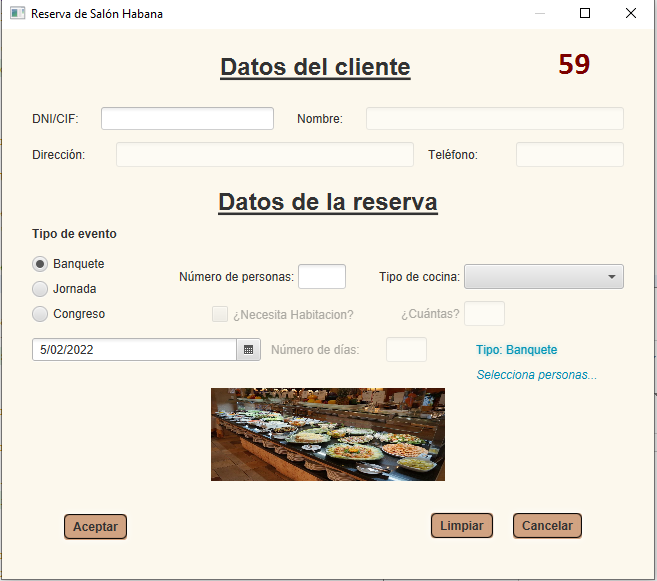 Reserva de Salón Habana
Datos del cliente
59
DNI/CIF:
Nombre:
Dirección:
Teléfono:
Datos de la reserva
Tipo de evento
Banquete
Número de personas:
Tipo de cocina:
Jornada
Congreso
¿Necesita Habitacion?
¿Cuántas?
5/02/2022
Número de días:
Tipo: Banquete
Selecciona personas...
Aceptar
Limpiar
Cancelar